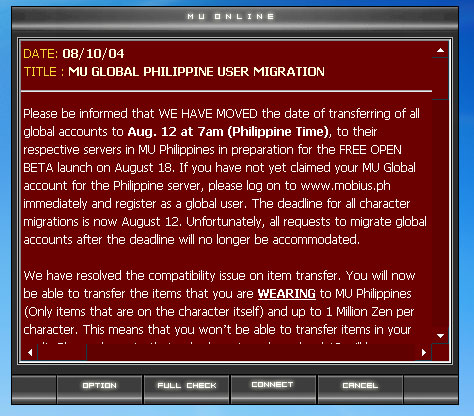 MU ONLINE
DATE: 08/10/04
TITLE : MU GLOBAL PHILIPPINE USER MIGRATION
Please be informed that WE HAVE MOVED the date of transferring of all
global accounts to Aug. 12 at 7am (Philippine Time), to their
respective servers in MU Philippines in preparation for the FREE OPEN
BETA launch on August 18. If you have not yet claimed your MU Global
account for the Philippine server, please log on to www.mobius.ph
immediately and register as a global user. The deadline for all character
migrations is now August 12. Unfortunately, all requests to migrate global
accounts after the deadline will no longer be accommodated.
We have resolved the compatibility issue on item transfer. You will now
be able to transfer the items that you are WEARING to MU Philippines
(Only items that are on the character itself) and up to 1 Million Zen per
character. This means that you won't be able to transfer items in your
OPTION FULL CHECK CONNECT CANCEL